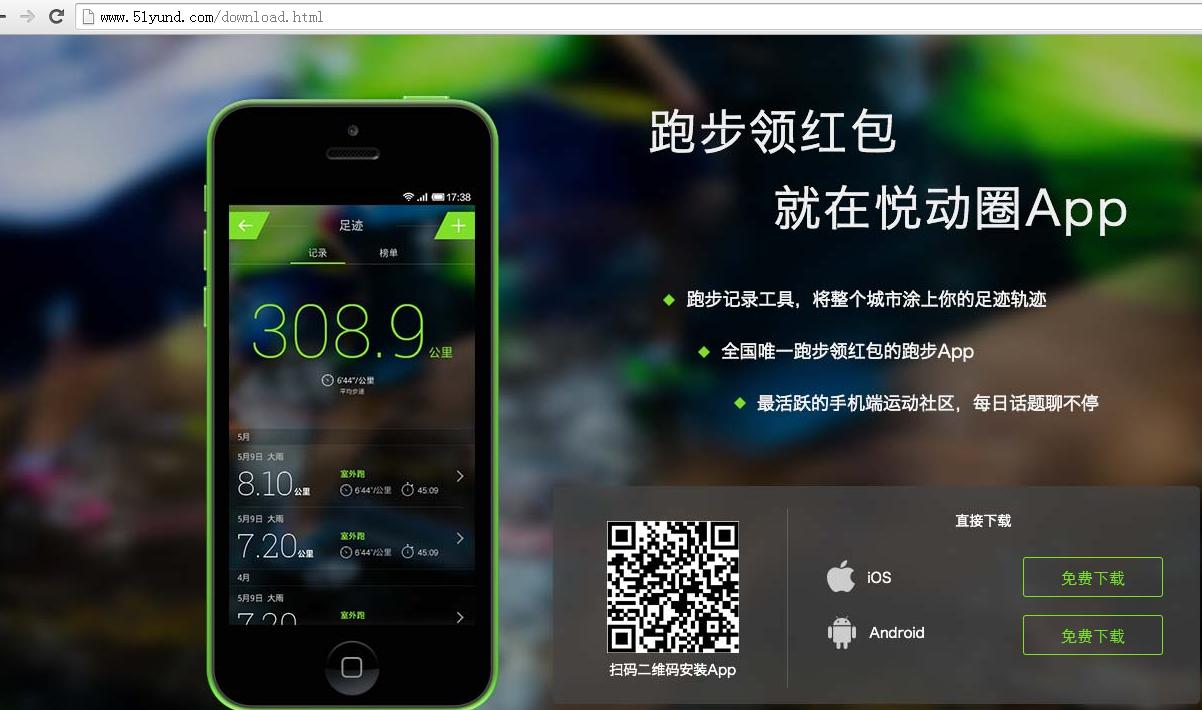 www.51yund.com/download.html
跑步领红包
就在悦动圈App
跑步记录工具，将整个城市涂上你的足迹轨迹
全国唯一跑步领红包的跑步App
最活跃的手机端运动社区，每日话题聊不停
17:38
足迹
记录 榜单
308.9公里
6'44"/公里
平均步速
5月
5月9日 大雨
室外跑
8.10公里 6'44"/公里 45:09
5月9日 大雨
室外跑
7.20公里 6'44"/公里 45:09
4月
5月9日 大雨
室外跑
7.20
直接下载
iOS 免费下载
Android 免费下载
扫码二维码安装App